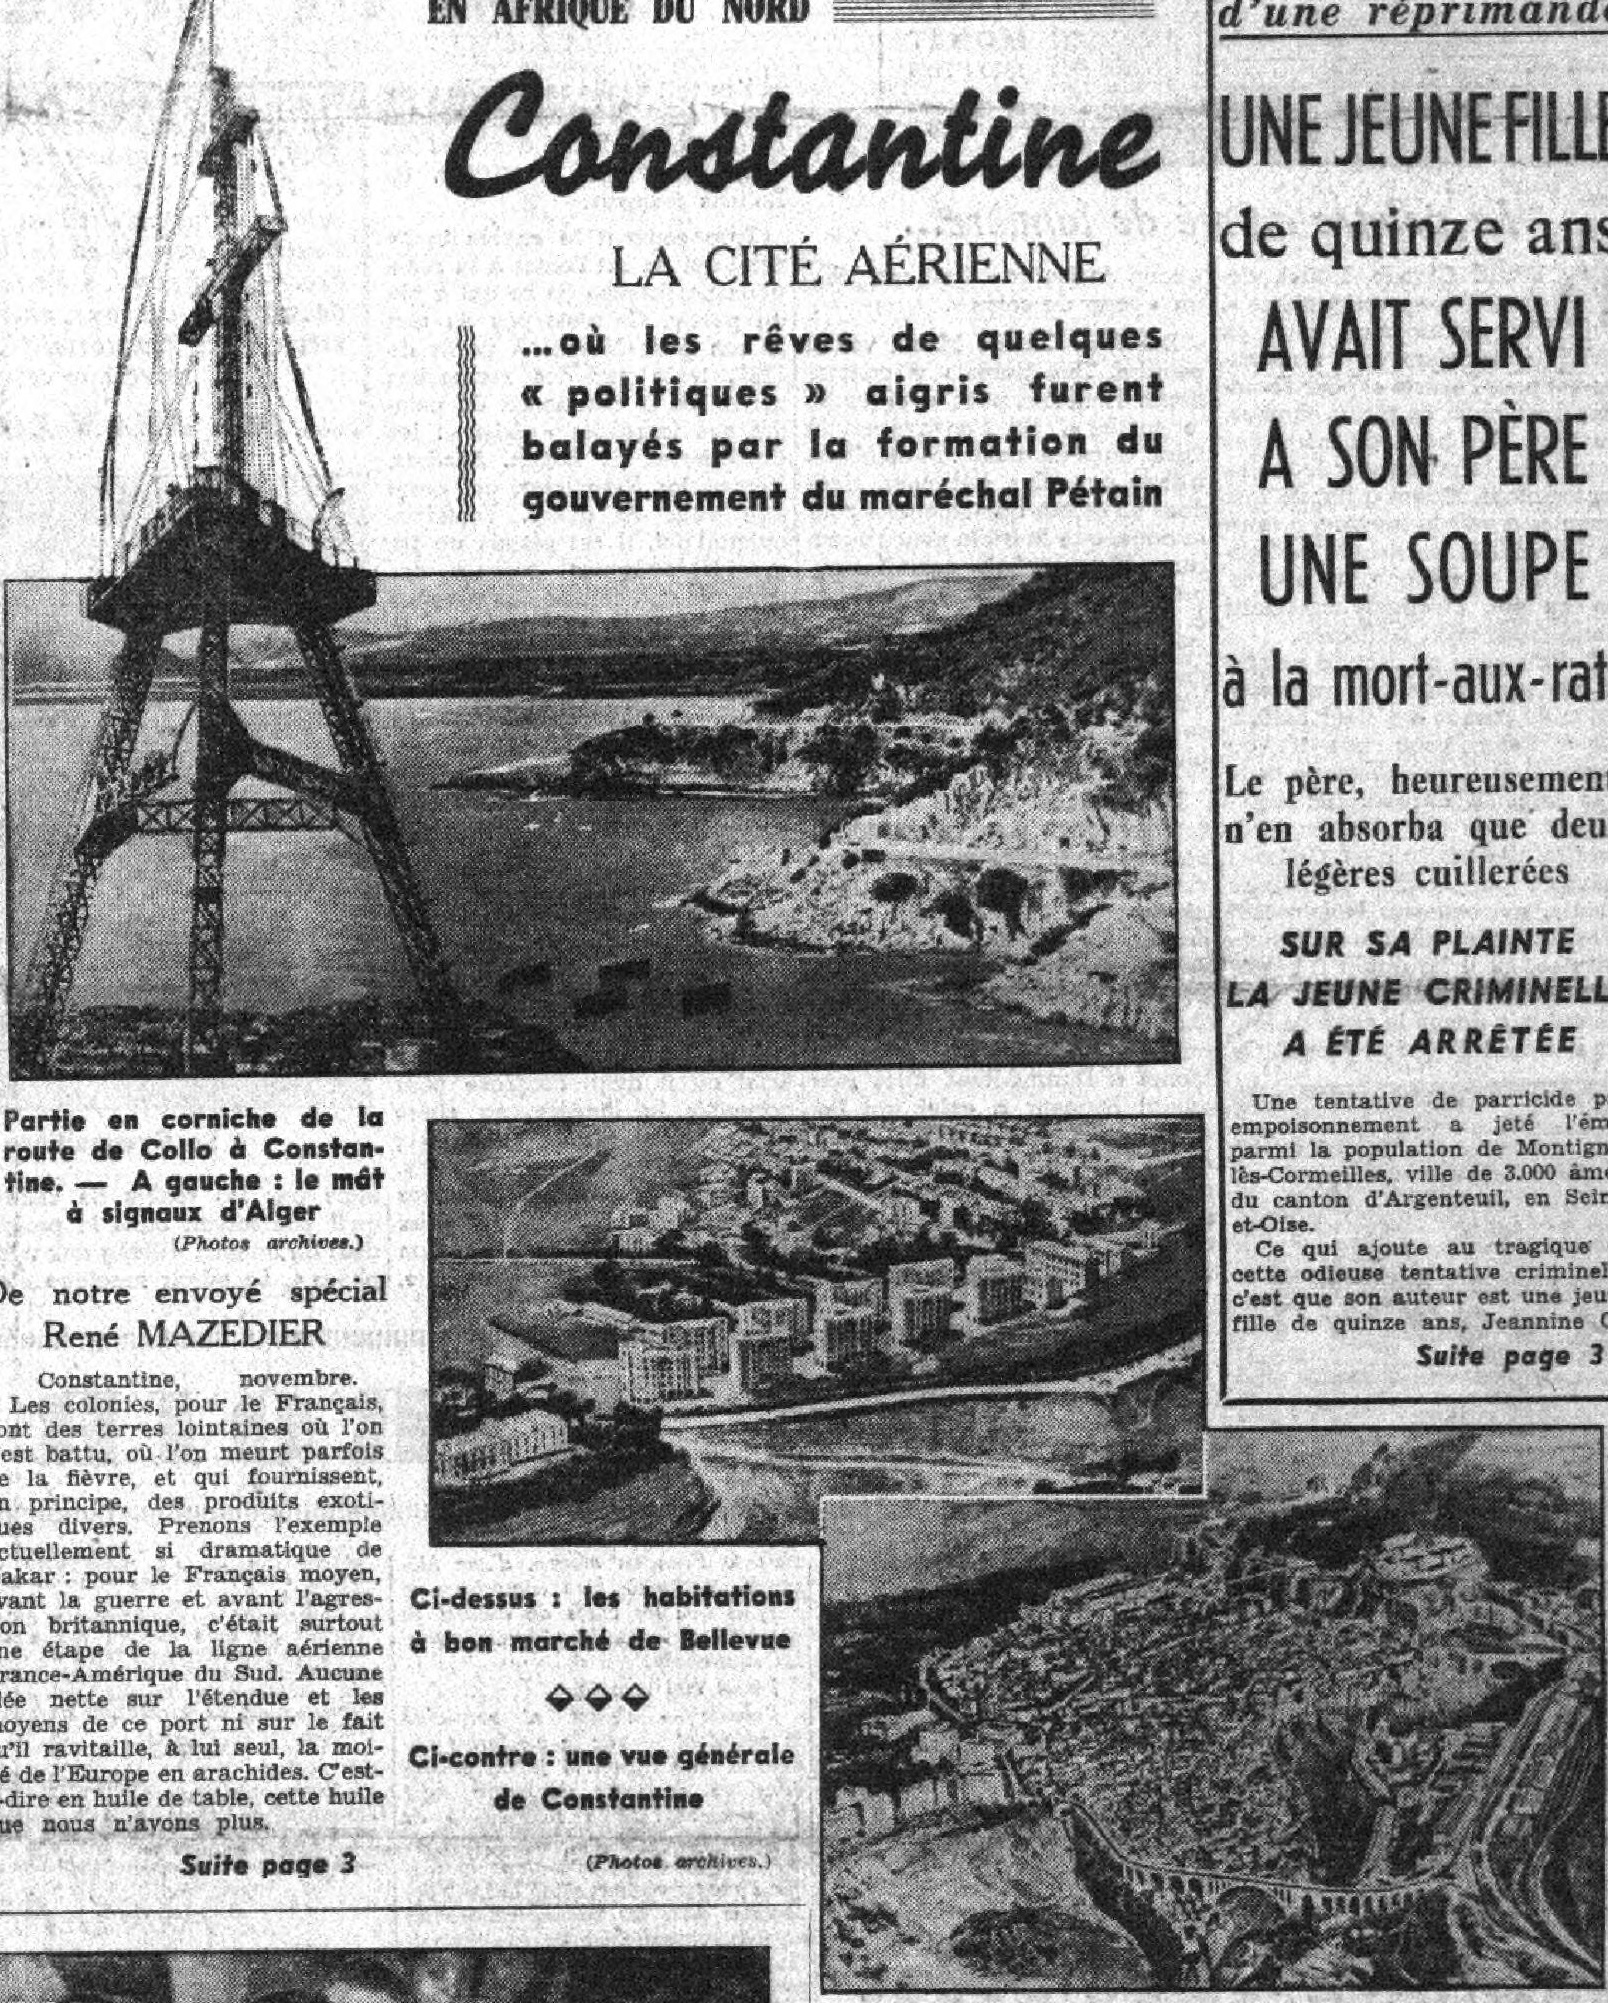 EN AFRIQUE DU NORD
Constantine
LA CITÉ AÉRIENNE
...où les rêves de quelques
« politiques » aigris furent
balayés par la formation du
gouvernement du maréchal Pétain
Partie en corniche de la
route de Collo à Constan-
tine. — A gauche : le mât
à signaux d'Alger
(Photos archives.)
De notre envoyé spécial
René MAZEDIER
Constantine, novembre.
Les colonies, pour le Français,
ont des terres lointaines où l'on
est battu, où l'on meurt parfois
e la fièvre, et qui fournissent,
n principe, des produits exoti-
ues divers. Prenons l'exemple
ctuellement si dramatique de
akar : pour le Français moyen,
vant la guerre et avant l'agres-
on britannique, c'était surtout
ne étape de la ligne aérienne
rance-Amérique du Sud. Aucune
ée nette sur l'étendue et les
oyens de ce port ni sur le fait
u'il ravitaille, à lui seul, la moi-
é de l'Europe en arachides. C'est-
-dire en huile de table, cette huile
ue nous n'avons plus.
Suite page 3
Ci-dessus : les habitations
à bon marché de Bellevue
Ci-contre : une vue générale
de Constantine
(Photos archives.)
d'une réprimande
UNE JEUNE FILLE
de quinze ans
AVAIT SERVI
A SON PÈRE
UNE SOUPE
à la mort-aux-rat
Le père, heureusement
n'en absorba que deu
légères cuillerées
SUR SA PLAINTE
LA JEUNE CRIMINELL
A ÉTÉ ARRÊTÉE
Une tentative de parricide p
empoisonnement a jeté l'ém
parmi la population de Montign
lès-Cormeilles, ville de 3.000 âme
du canton d'Argenteuil, en Sein
et-Oise.
Ce qui ajoute au tragique
cette odieuse tentative criminel
c'est que son auteur est une jeu
fille de quinze ans, Jeannine
Suite page 3